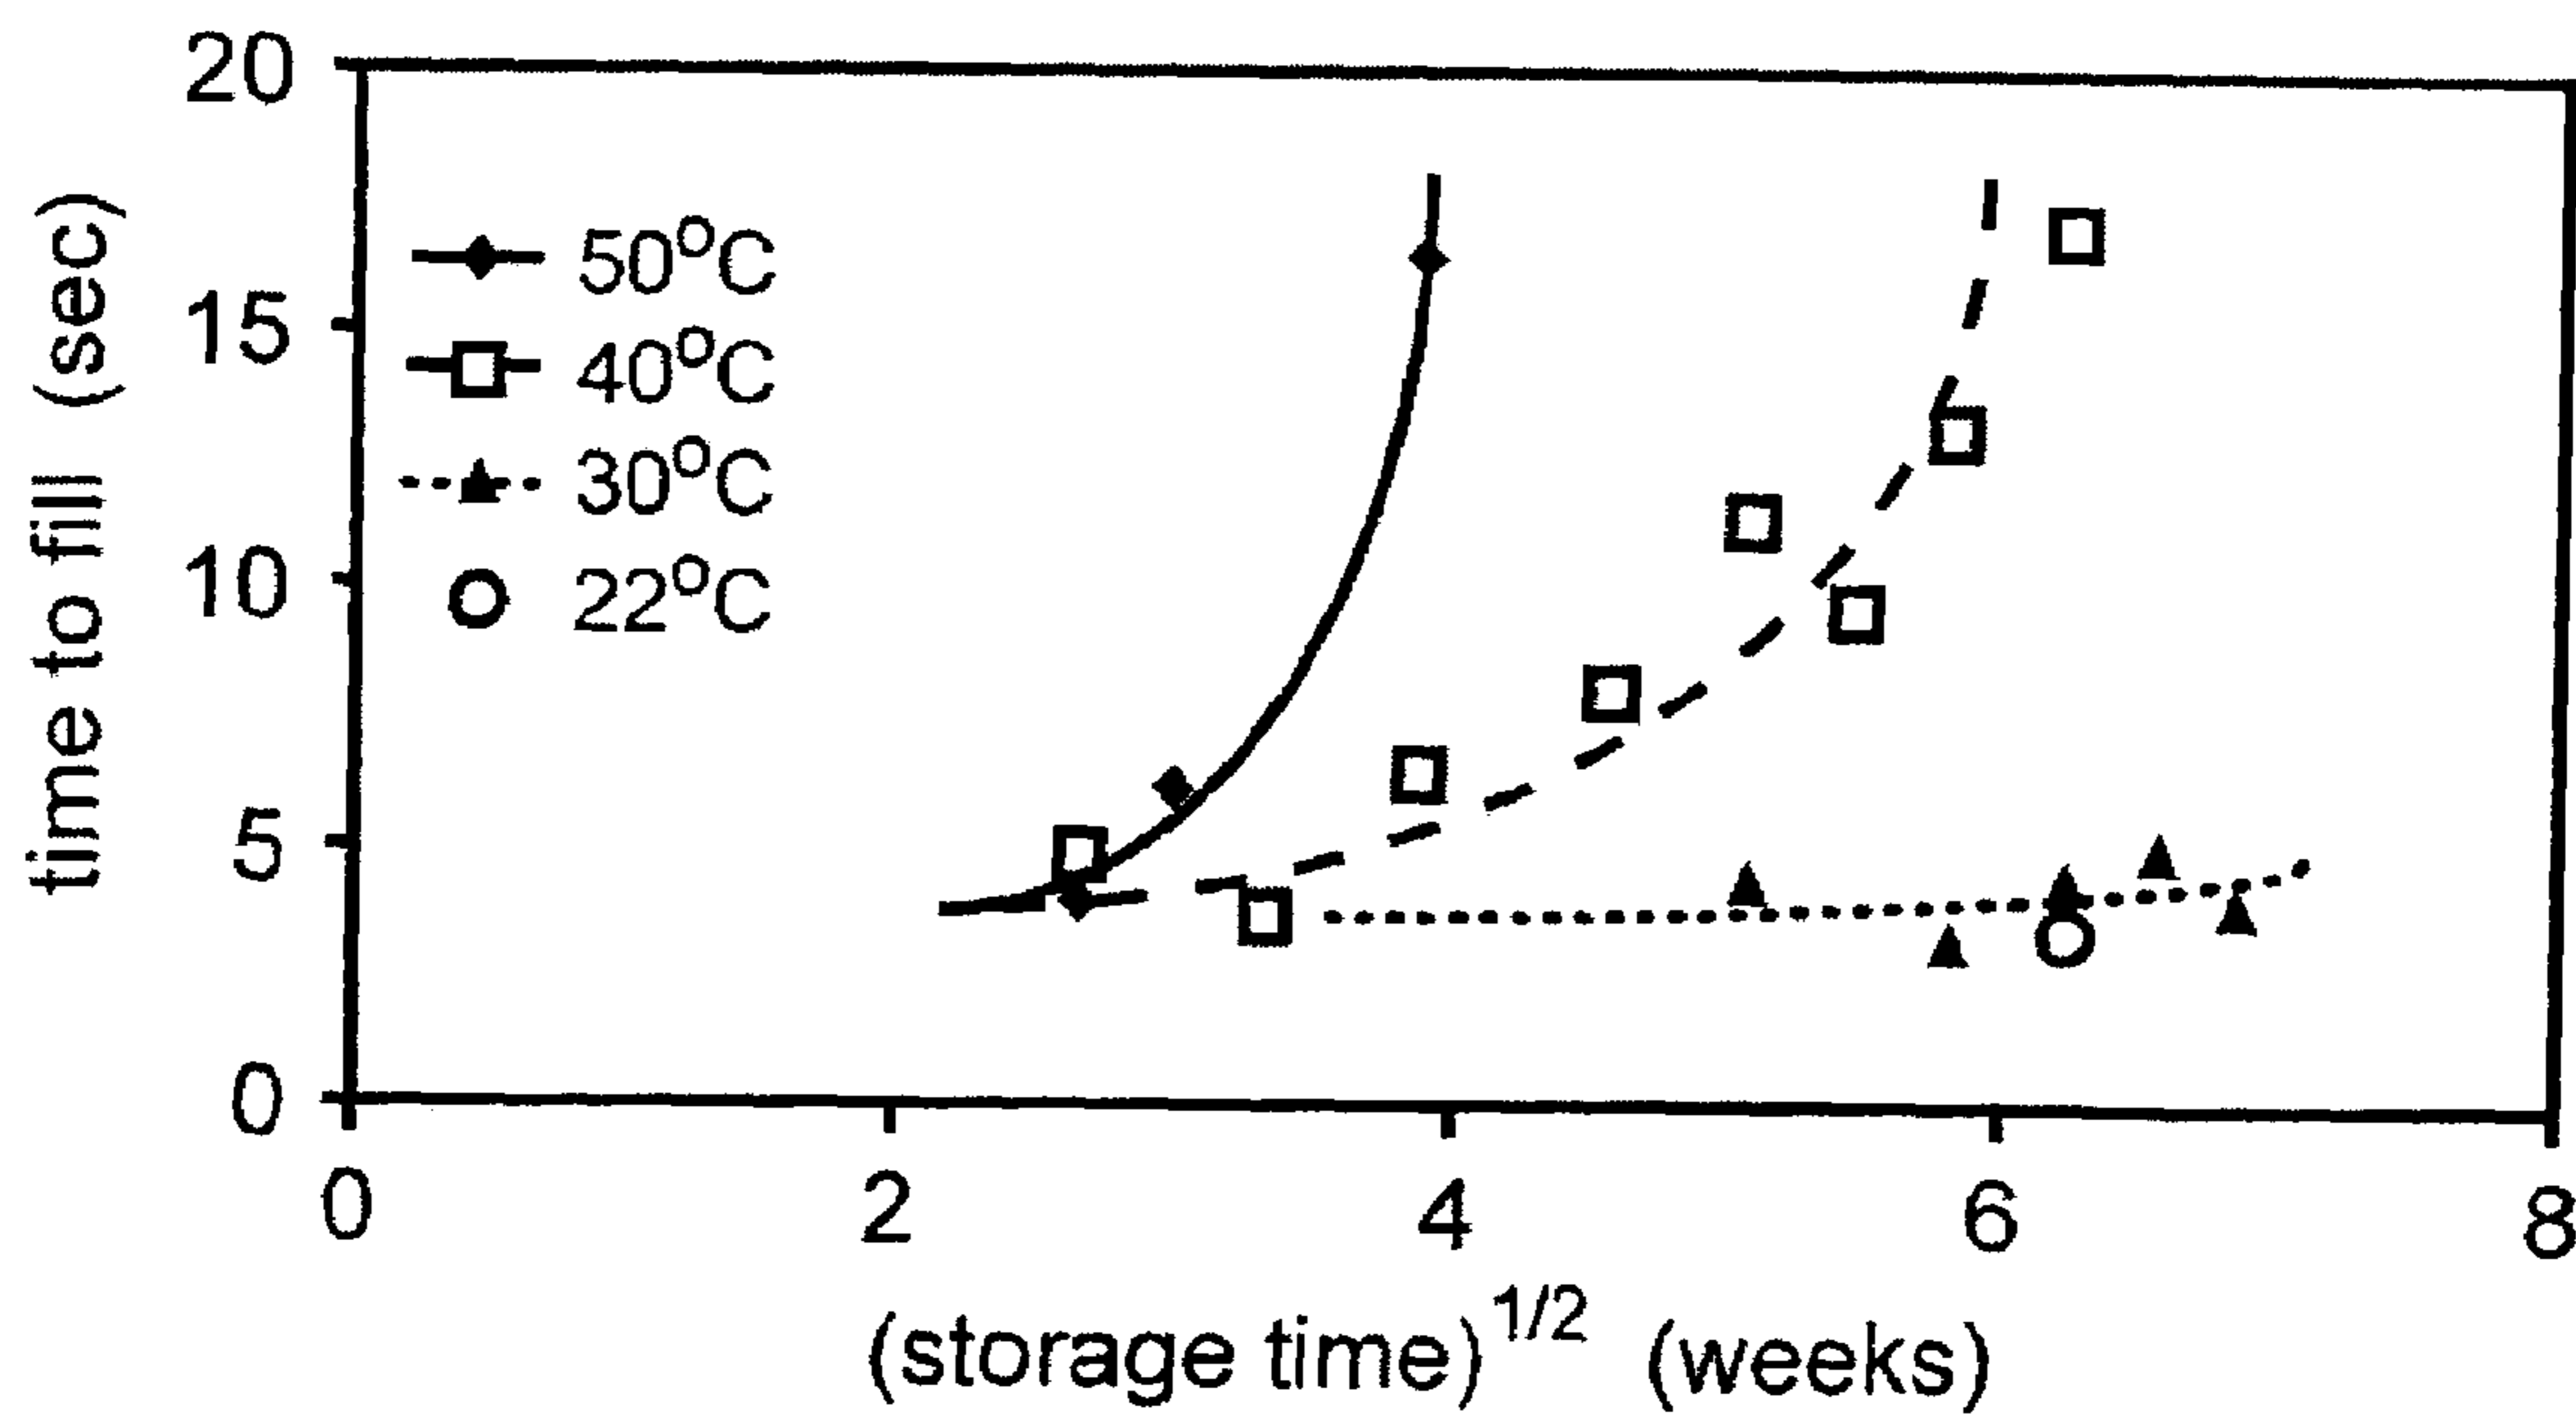 20
15
10
5
0
time to fill (sec)
50°C
40°C
30°C
22°C
0 2 4 6 8
(storage time)^1/2 (weeks)